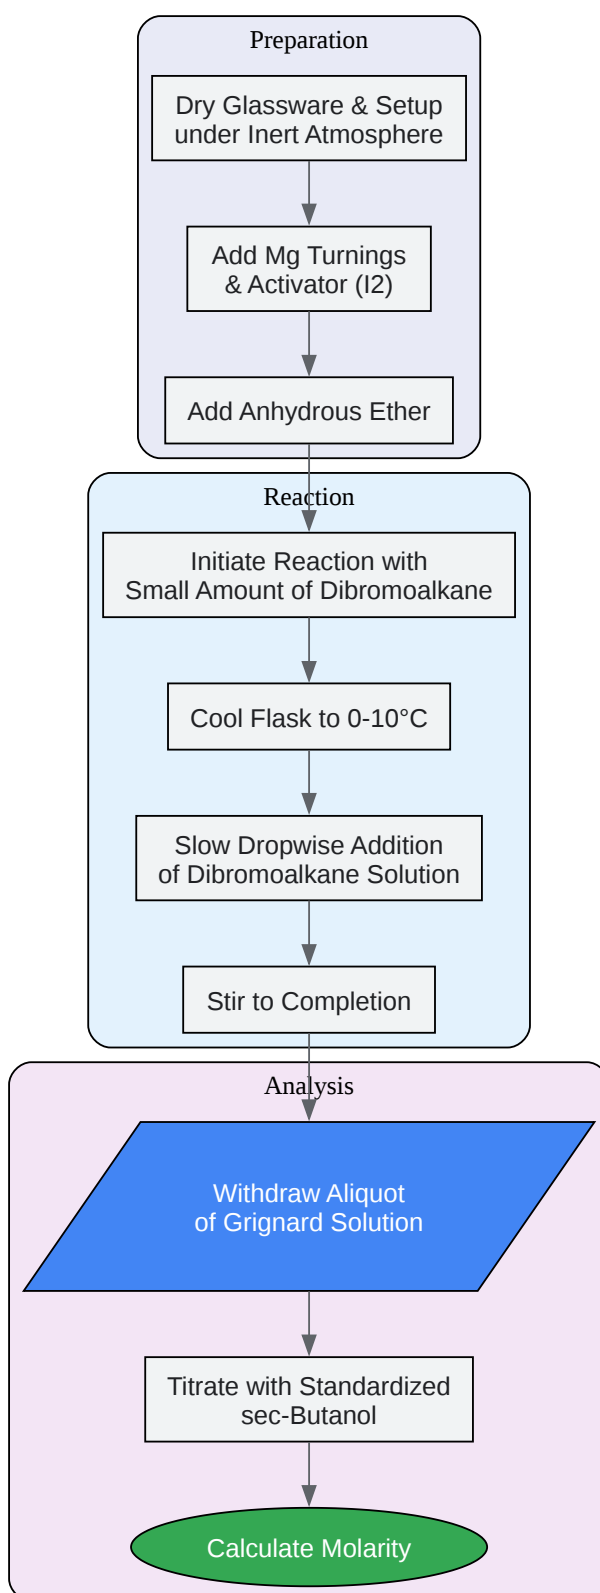 Preparation
Dry Glassware & Setup
under Inert Atmosphere
Add Mg Turnings
& Activator (I2)
Add Anhydrous Ether
Reaction
Initiate Reaction with
Small Amount of Dibromoalkane
Cool Flask to 0-10°C
Slow Dropwise Addition
of Dibromoalkane Solution
Stir to Completion
Analysis
Withdraw Aliquot
of Grignard Solution
Titrate with Standardized
sec-Butanol
Calculate Molarity